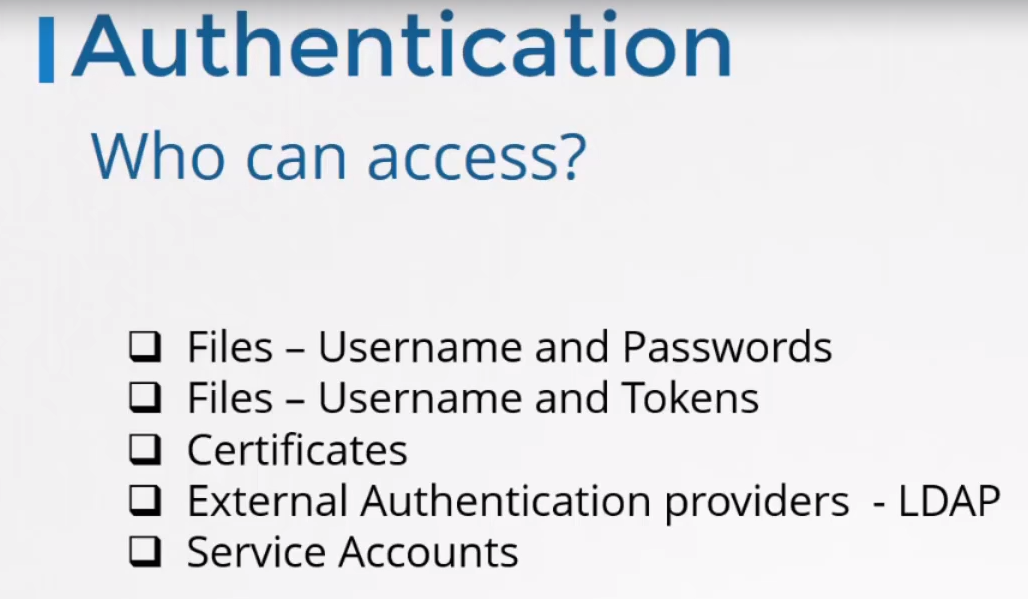 Authentication
Who can access?
❑ Files – Username and Passwords
❑ Files – Username and Tokens
❑ Certificates
❑ External Authentication providers - LDAP
❑ Service Accounts